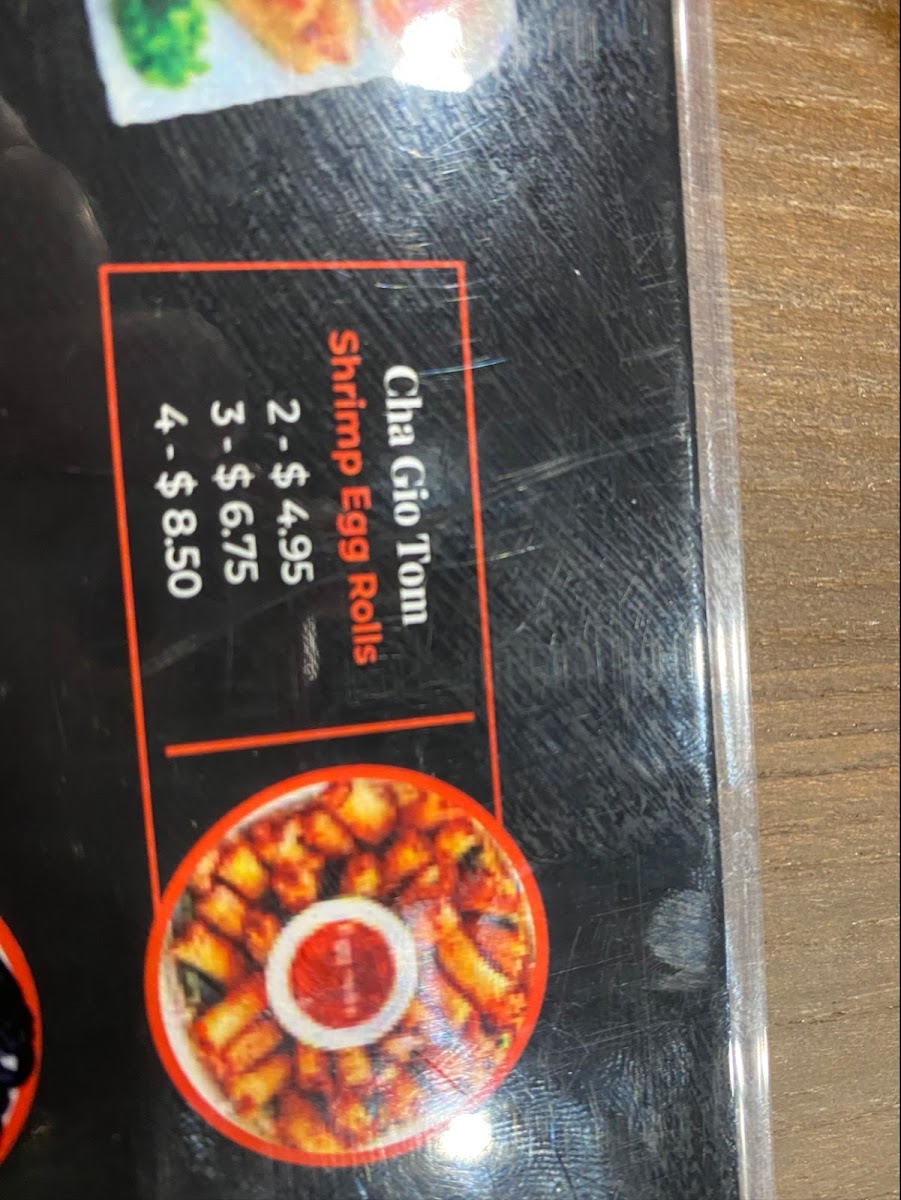 Cha Gio Tom
Shrimp Egg Rolls
2 - $ 4.95
3 - $ 6.75
4 - $ 8.50